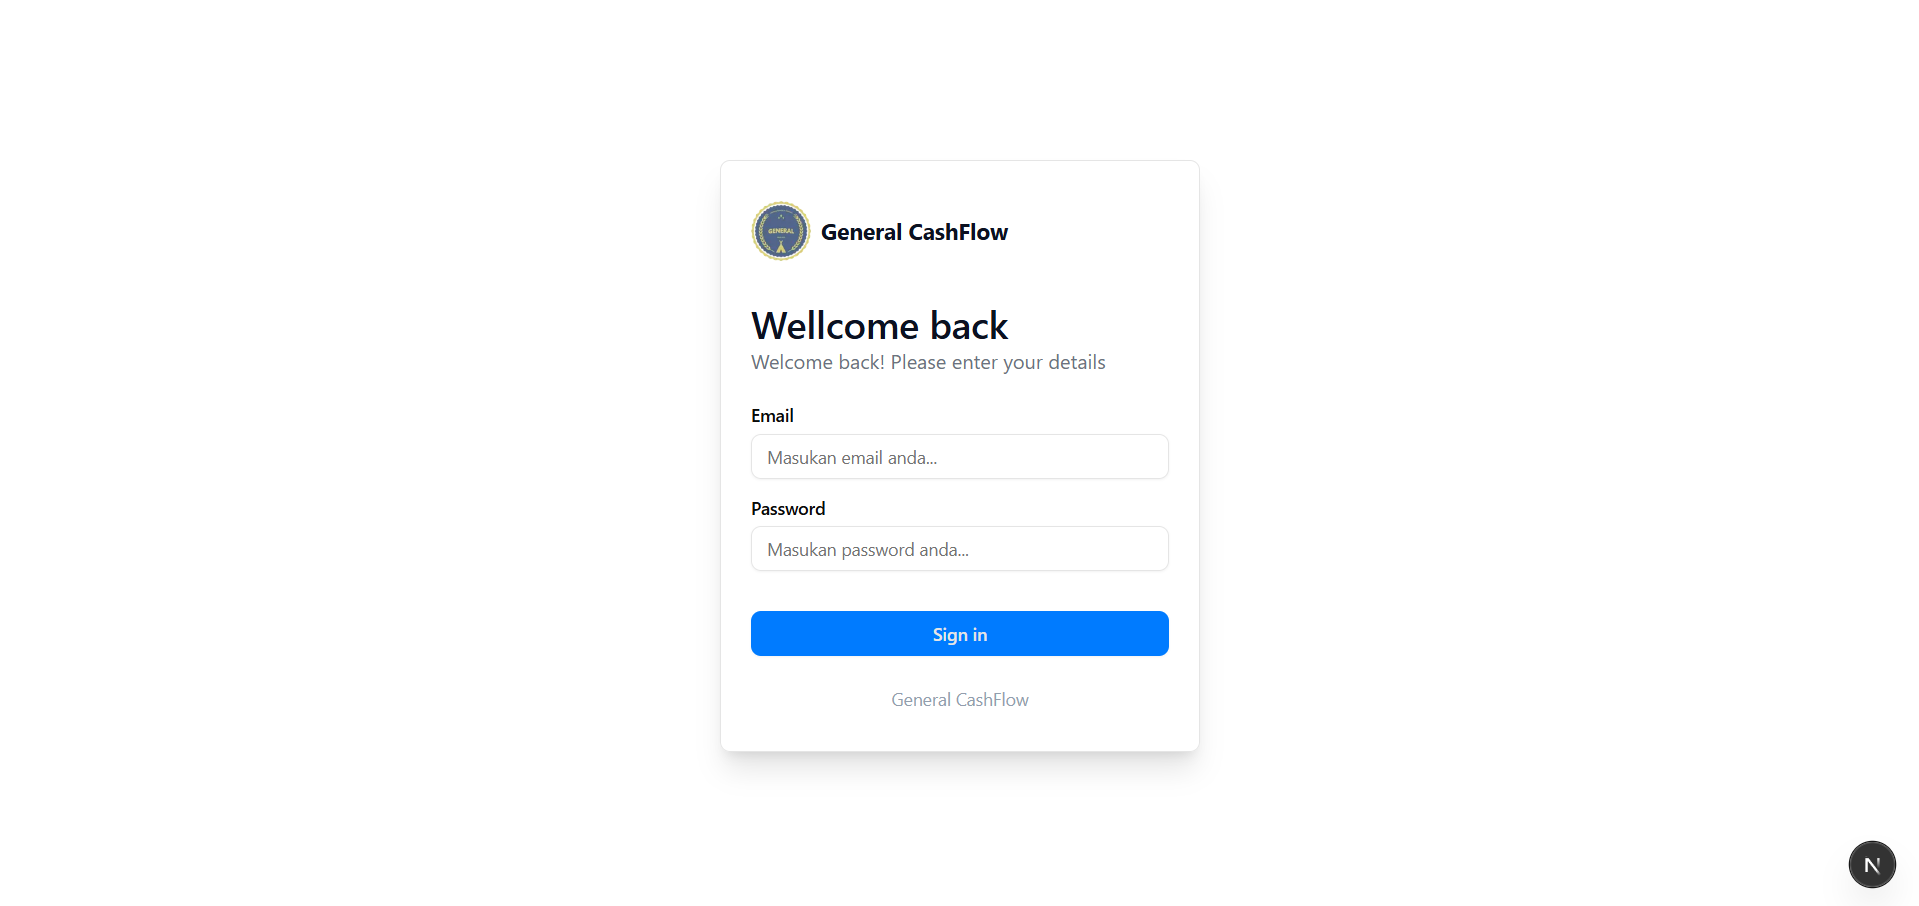 GENERAL
General CashFlow
Wellcome back
Welcome back! Please enter your details
Email
Masukan email anda...
Password
Masukan password anda...
Sign in
General CashFlow
N